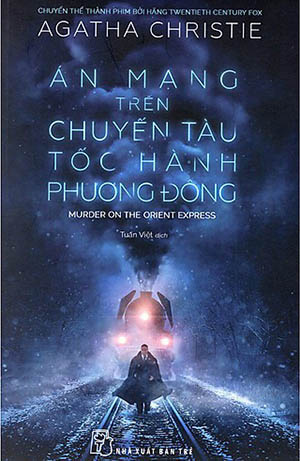 CHUYỂN THỂ THÀNH PHIM BỞI HÃNG TWENTIETH CENTURY FOX
AGATHA CHRISTIE
ÁN MẠNG
TRÊN
CHUYẾN TÀU
TỐC HÀNH
PHƯƠNG ĐÔNG
MURDER ON THE ORIENT EXPRESS
Tuấn Việt dịch
NHÀ XUẤT BẢN TRẺ